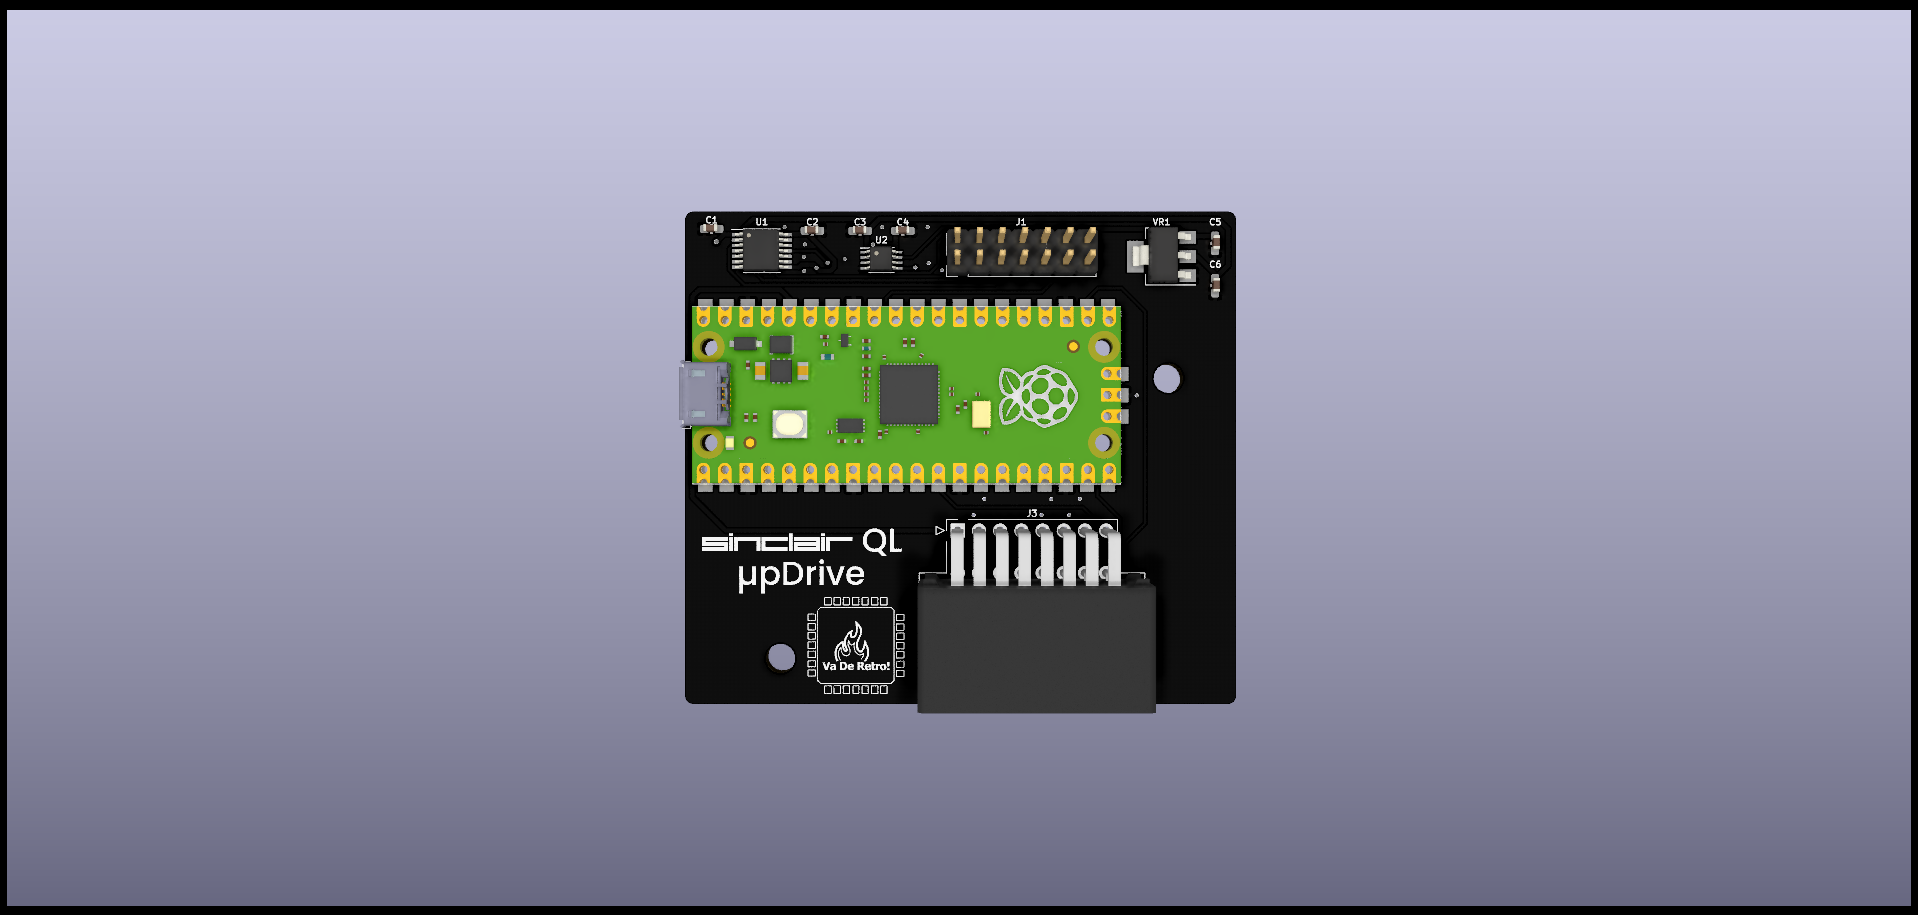 C1
U1
C2
C3
C4
U2
J1
VR1
C5
C6
J3
sinclair QL
µpDrive
Va De Retro!